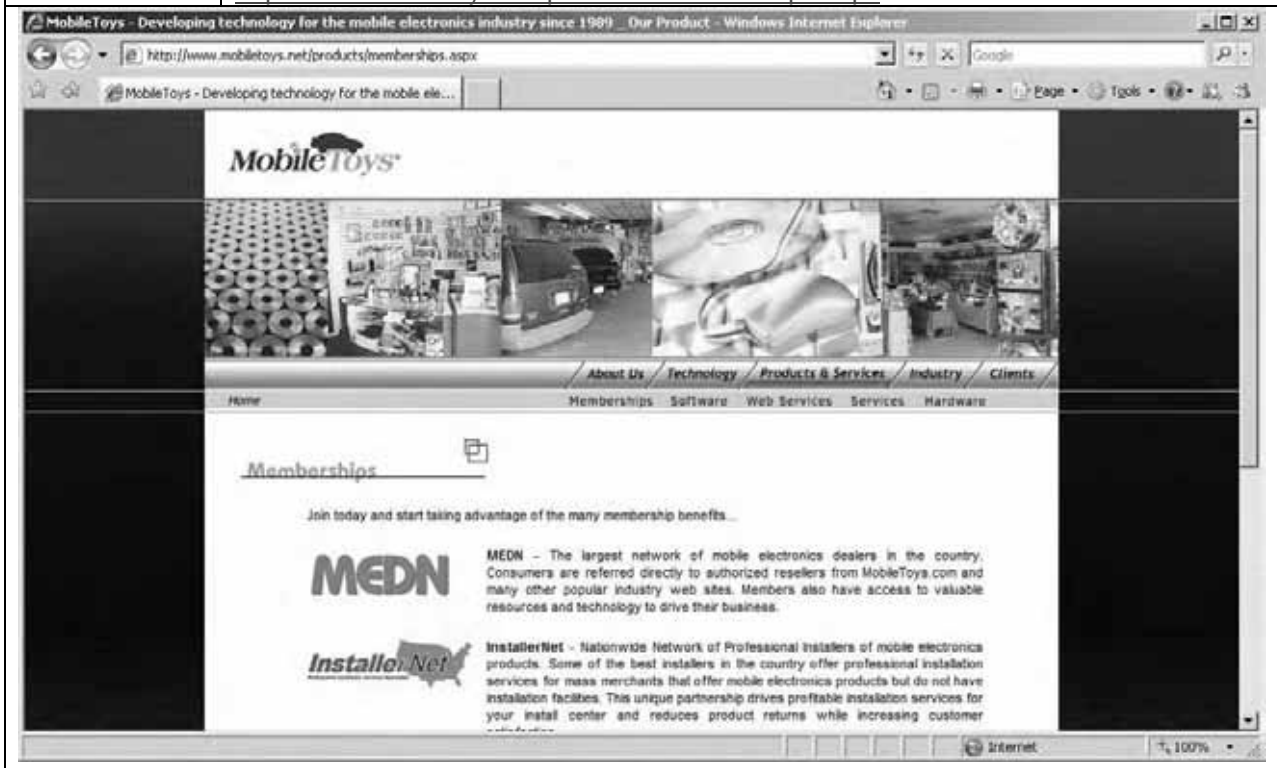 MobileToys - Developing technology for the mobile electronics industry since 1989 _ Our Product - Windows Internet Explorer
http://www.mobiletoys.net/products/memberships.aspx
Google
MobileToys - Developing technology for the mobile ele...
Page Tools
MobileToys
About Us Technology Products & Services Industry Clients
Home Memberships Software Web Services Services Hardware
Memberships
Join today and start taking advantage of the many membership benefits...
MEDN
MEDN – The largest network of mobile electronics dealers in the country.
Consumers are referred directly to authorized resellers from MobileToys.com and
many other popular industry web sites. Members also have access to valuable
resources and technology to drive their business.
InstallerNet
InstallerNet - Nationwide Network of Professional Installers of mobile electronics
products. Some of the best installers in the country offer professional installation
services for mass merchants that offer mobile electronics products but do not have
installation facilities. This unique partnership drives profitable installation services for
your install center and reduces product returns while increasing customer
Internet 100%